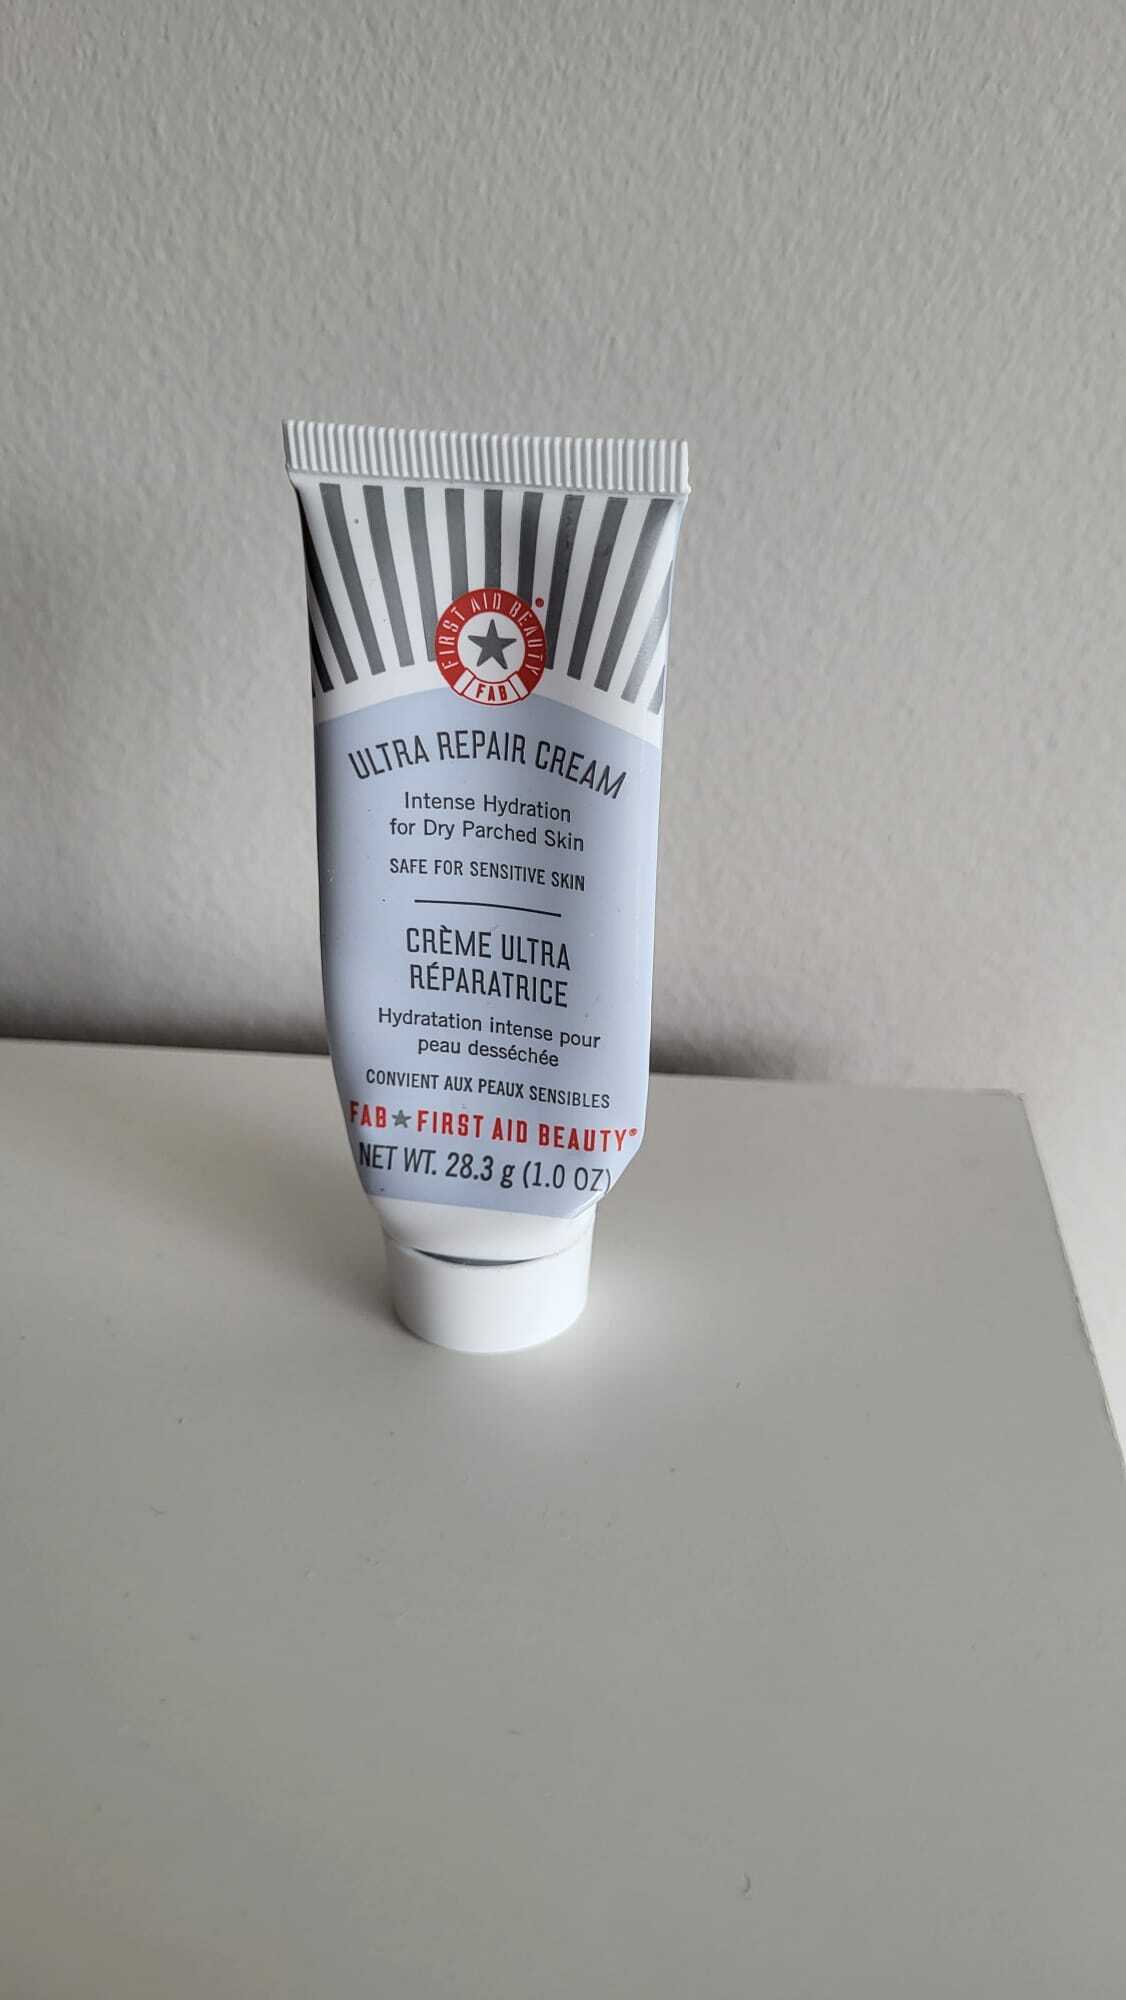 FIRST AID BEAUTY
FAB
ULTRA REPAIR CREAM
Intense Hydration
for Dry Parched Skin
SAFE FOR SENSITIVE SKIN
CRÈME ULTRA
RÉPARATRICE
Hydratation intense pour
peau desséchée
CONVIENT AUX PEAUX SENSIBLES
FAB★FIRST AID BEAUTY®
NET WT. 28.3 g (1.0 OZ)